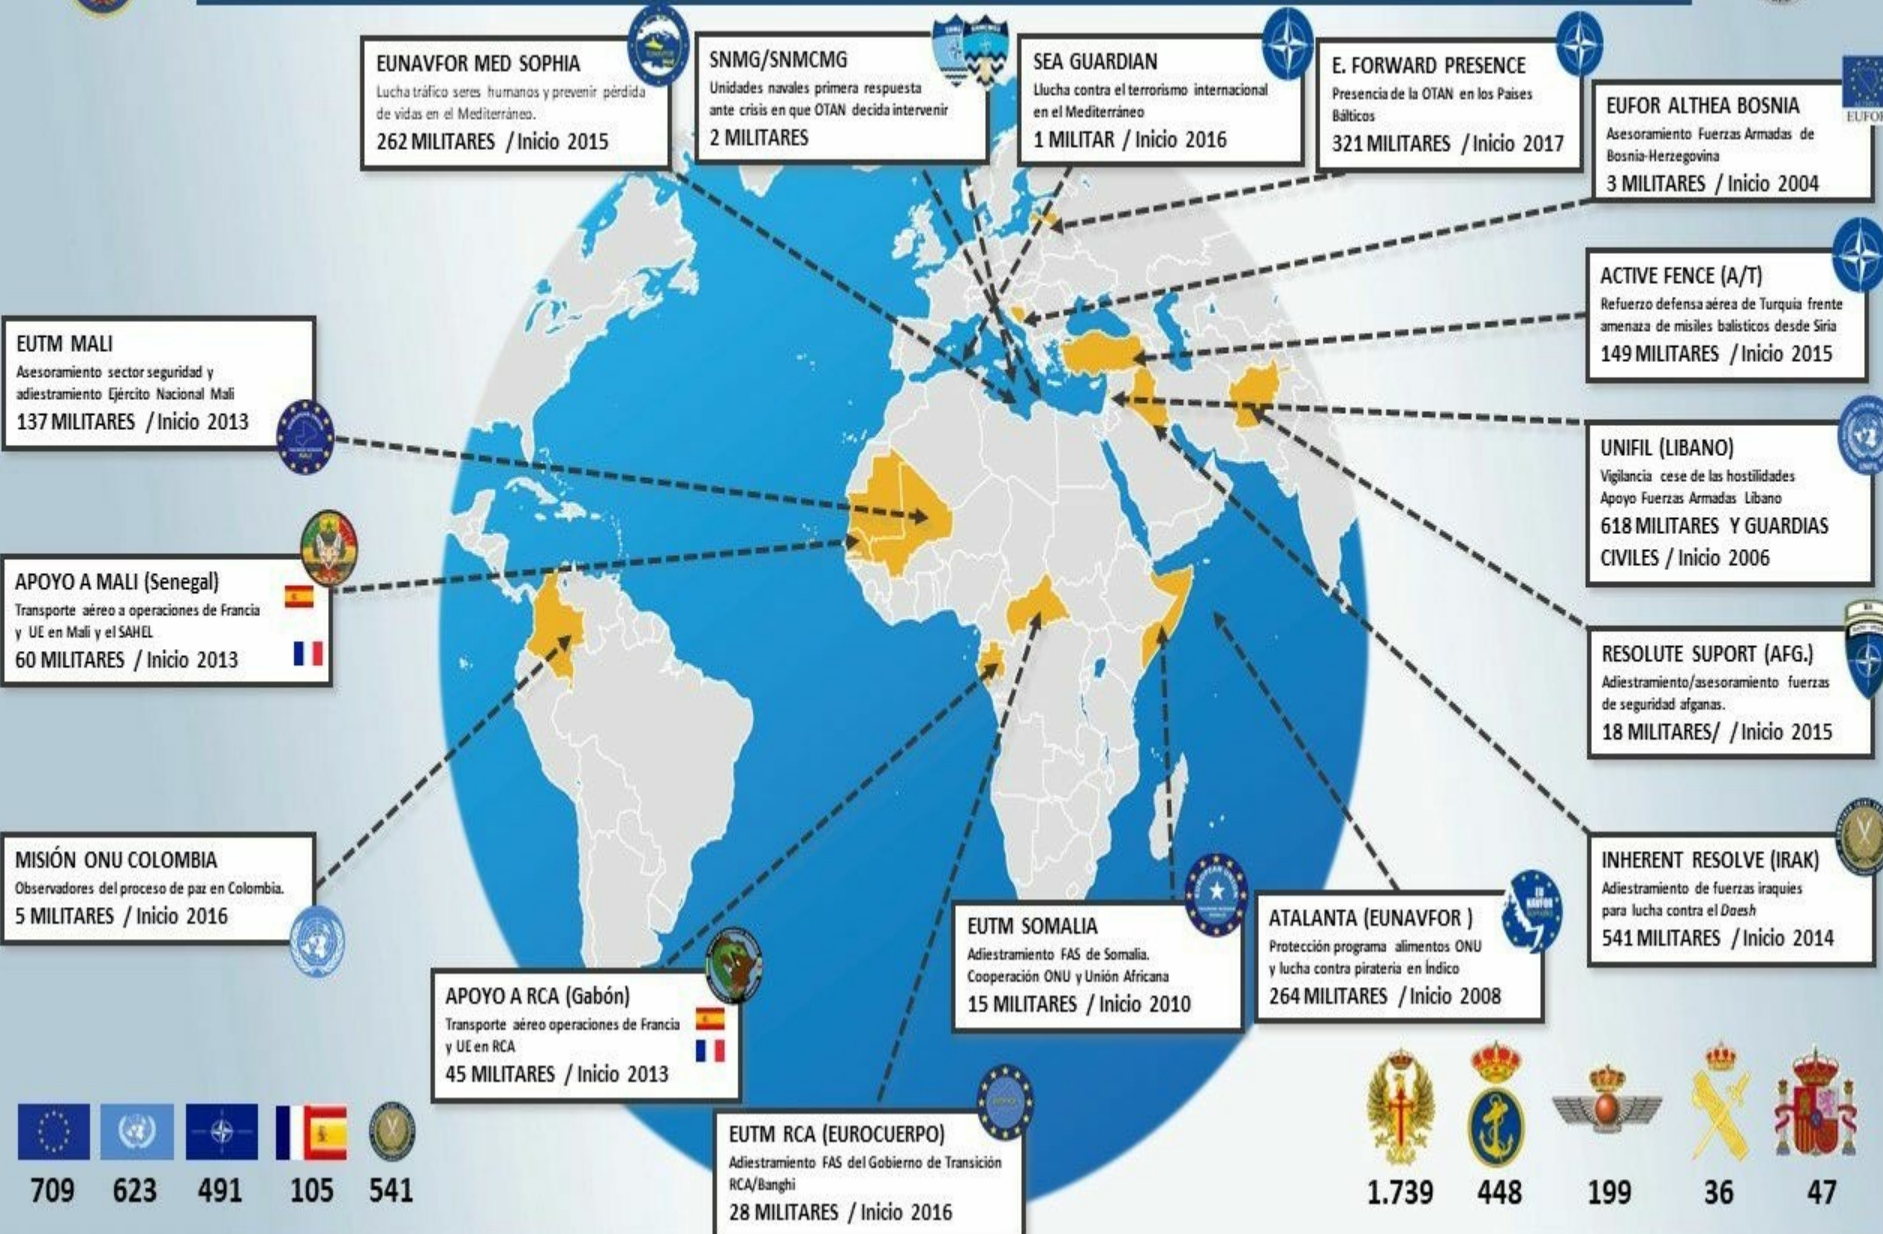 EUNAVFOR MED SOPHIA
Lucha tráfico seres humanos y prevenir pérdida
de vidas en el Mediterráneo.
262 MILITARES / Inicio 2015
SNMG/SNMCMG
Unidades navales primera respuesta
ante crisis en que OTAN decida intervenir
2 MILITARES
SEA GUARDIAN
Llucha contra el terrorismo internacional
en el Mediterráneo
1 MILITAR / Inicio 2016
E. FORWARD PRESENCE
Presencia de la OTAN en los Paises
Bálticos
321 MILITARES / Inicio 2017
EUFOR ALTHEA BOSNIA
Asesoramiento Fuerzas Armadas de
Bosnia-Herzegovina
3 MILITARES / Inicio 2004
ALTHEA
EUFOR
ACTIVE FENCE (A/T)
Refuerzo defensa aérea de Turquía frente
amenaza de misiles balisticos desde Siria
149 MILITARES / Inicio 2015
EUTM MALI
Asesoramiento sector seguridad y
adiestramiento Ejército Nacional Mali
137 MILITARES / Inicio 2013
UNIFIL (LIBANO)
Vigilancia cese de las hostilidades
Apoyo Fuerzas Armadas Líbano
618 MILITARES Y GUARDIAS
CIVILES / Inicio 2006
APOYO A MALI (Senegal)
Transporte aéreo a operaciones de Francia
y UE en Mali y el SAHEL
60 MILITARES / Inicio 2013
RESOLUTE SUPORT (AFG.)
Adiestramiento/asesoramiento fuerzas
de seguridad afganas.
18 MILITARES/ / Inicio 2015
MISIÓN ONU COLOMBIA
Observadores del proceso de paz en Colombia.
5 MILITARES / Inicio 2016
INHERENT RESOLVE (IRAK)
Adiestramiento de fuerzas iraquies
para lucha contra el Daesh
541 MILITARES / Inicio 2014
EUTM SOMALIA
Adiestramiento FAS de Somalia.
Cooperación ONU y Unión Africana
15 MILITARES / Inicio 2010
ATALANTA (EUNAVFOR )
Protección programa alimentos ONU
y lucha contra piratería en Índico
264 MILITARES / Inicio 2008
EU
NAVFOR
APOYO A RCA (Gabón)
Transporte aéreo operaciones de Francia
y UE en RCA
45 MILITARES / Inicio 2013
EUTM RCA (EUROCUERPO)
Adiestramiento FAS del Gobierno de Transición
RCA/Banghi
28 MILITARES / Inicio 2016
709 623 491 105 541
1.739 448 199 36 47